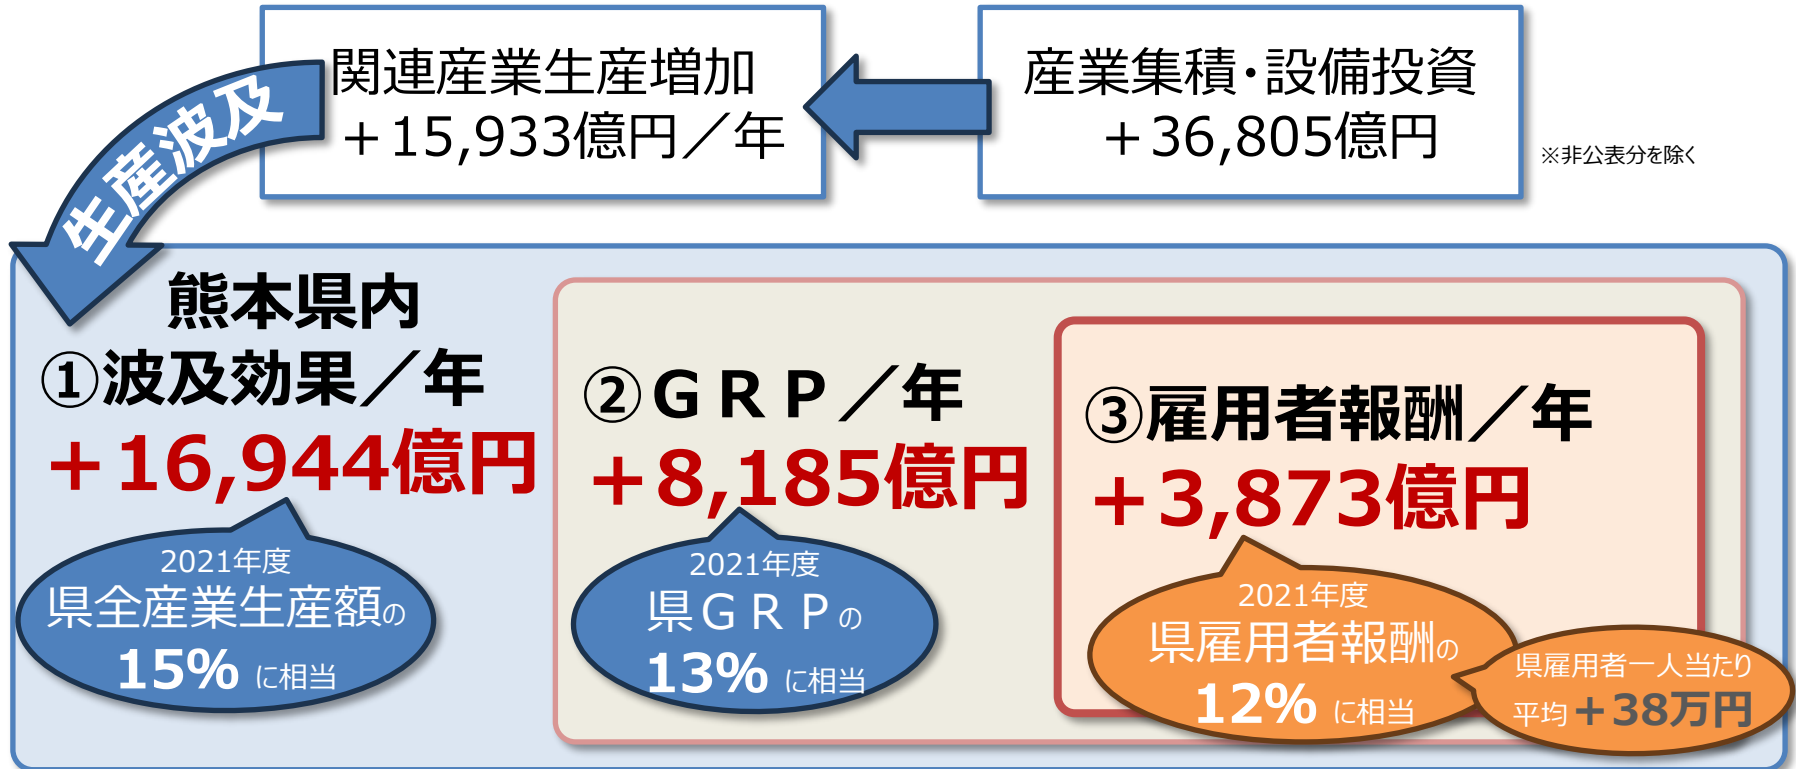 関連産業生産増加
＋15,933億円／年
産業集積・設備投資
＋36,805億円
※非公表分を除く
生産波及
熊本県内
①波及効果／年
＋16,944億円
2021年度
県全産業生産額の
15% に相当
②ＧＲＰ／年
＋8,185億円
2021年度
県ＧＲＰの
13% に相当
③雇用者報酬／年
＋3,873億円
2021年度
県雇用者報酬の
12% に相当
県雇用者一人当たり
平均＋38万円